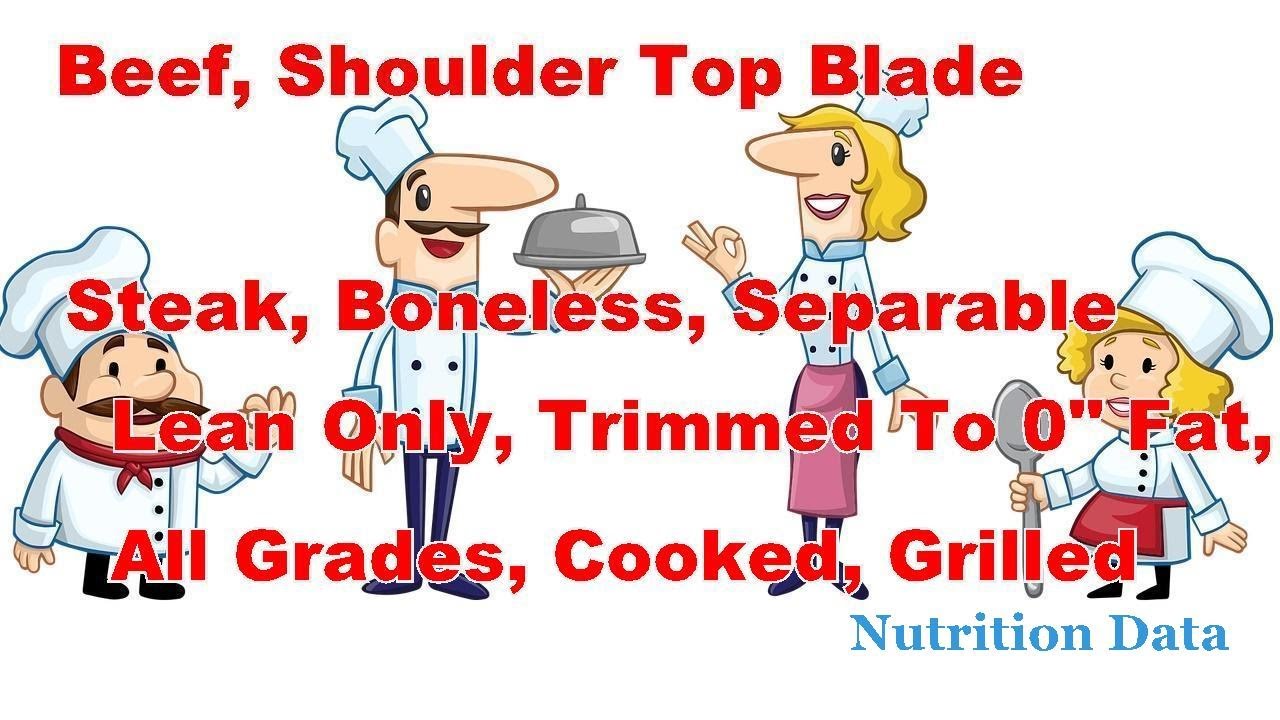 Beef, Shoulder Top Blade
Steak, Boneless, Separable
Lean Only, Trimmed To 0" Fat,
All Grades, Cooked, Grilled
Nutrition Data